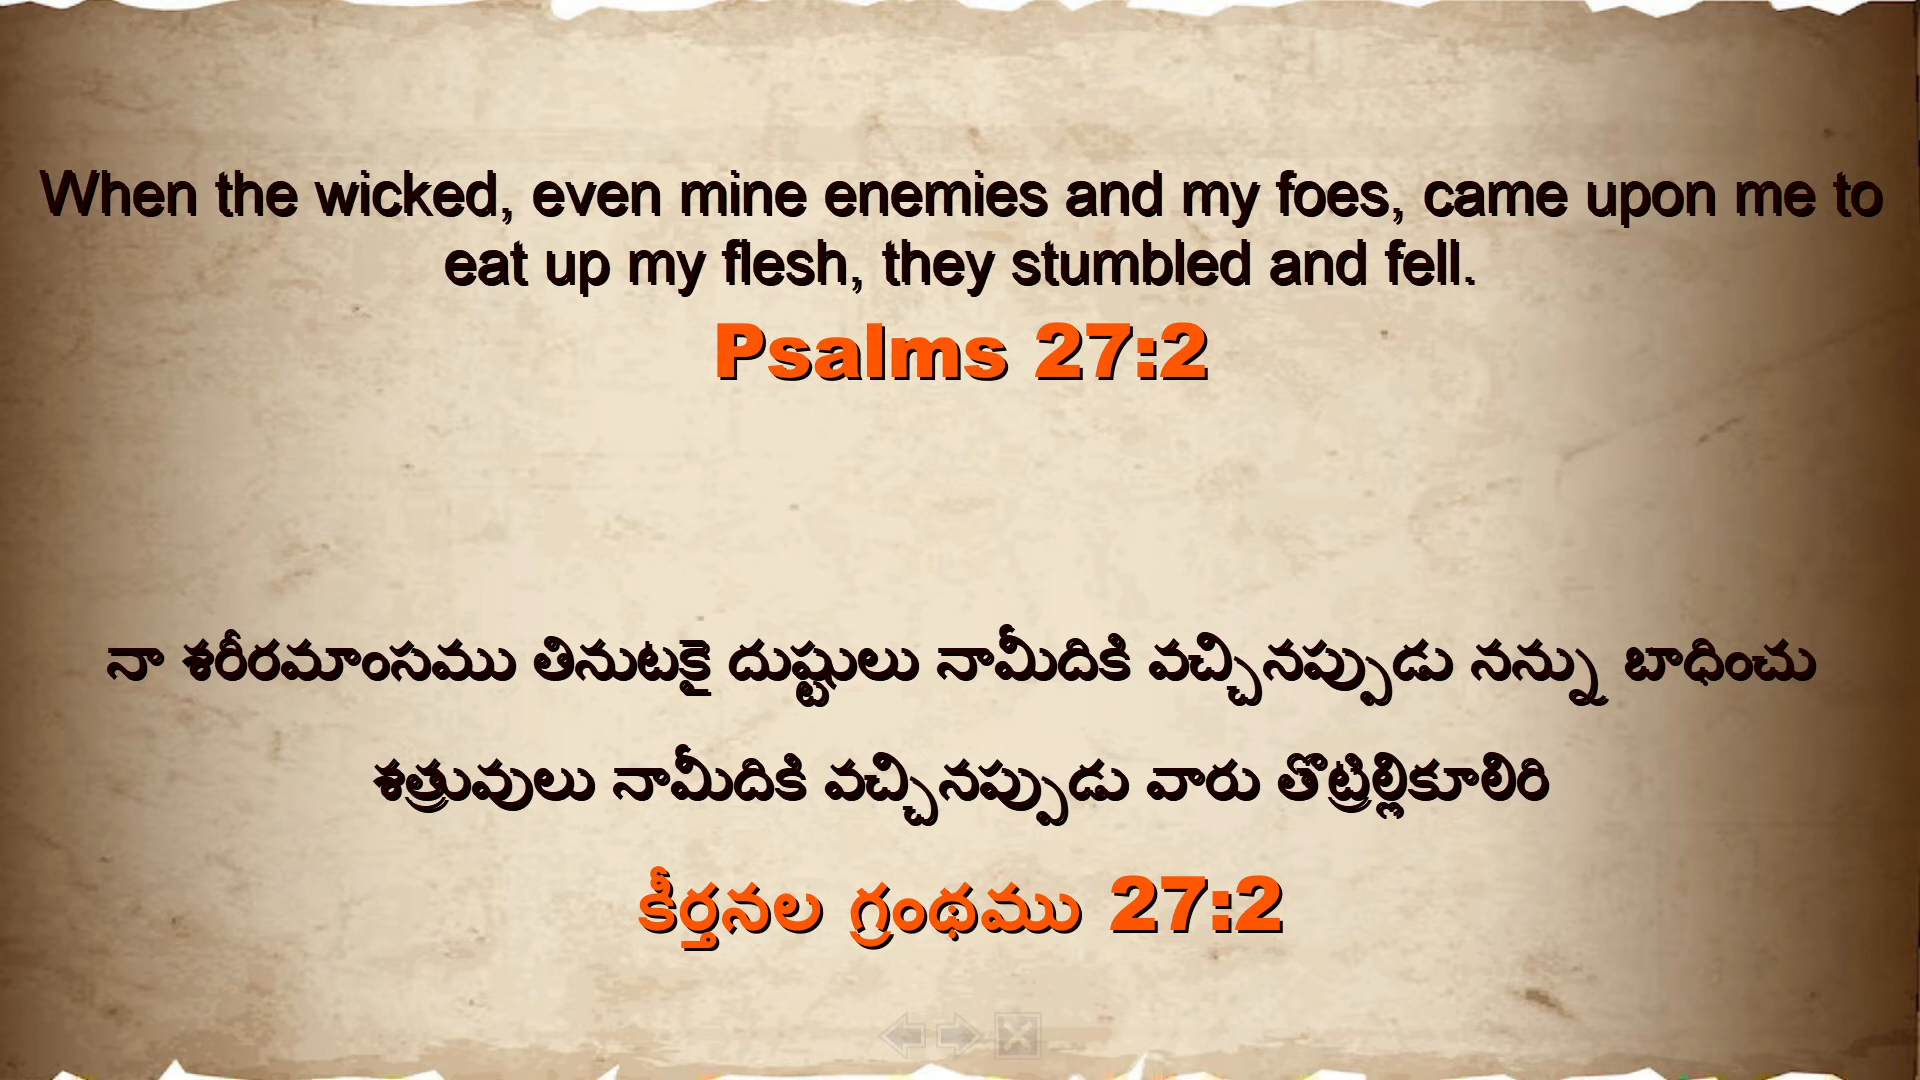 When the wicked, even mine enemies and my foes, came upon me to
eat up my flesh, they stumbled and fell.
Psalms 27:2
నా శరీరమాంసము తినుటకై దుష్టులు నామీదికి వచ్చినప్పుడు నన్ను బాధించు
శత్రువులు నామీదికి వచ్చినప్పుడు వారు తొట్రిల్లికూలిరి
కీర్తనల గ్రంథము 27:2